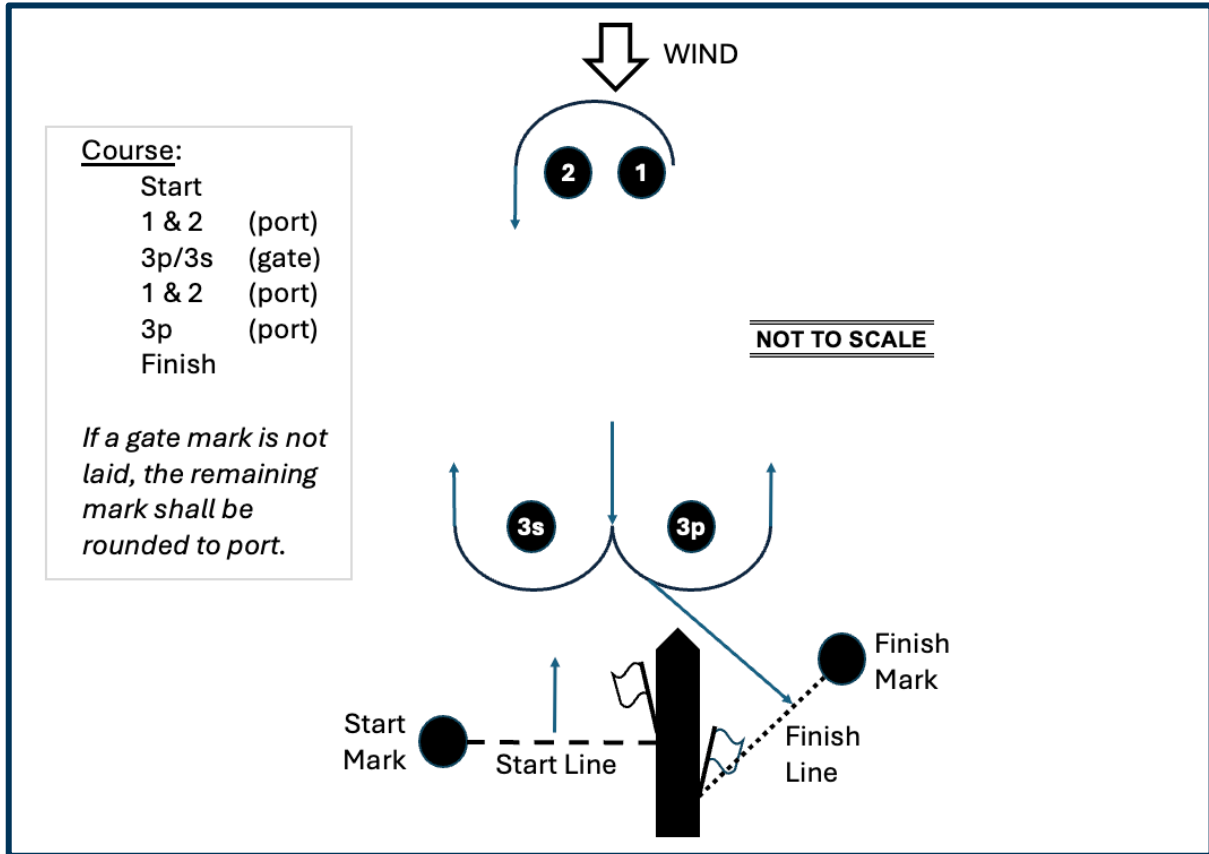 WIND
Course:
Start
1 & 2 (port)
3p/3s (gate)
1 & 2 (port)
3p (port)
Finish
If a gate mark is not
laid, the remaining
mark shall be
rounded to port.
2 1
NOT TO SCALE
3s 3p
Finish
Mark
Start
Mark
Start Line
Finish
Line